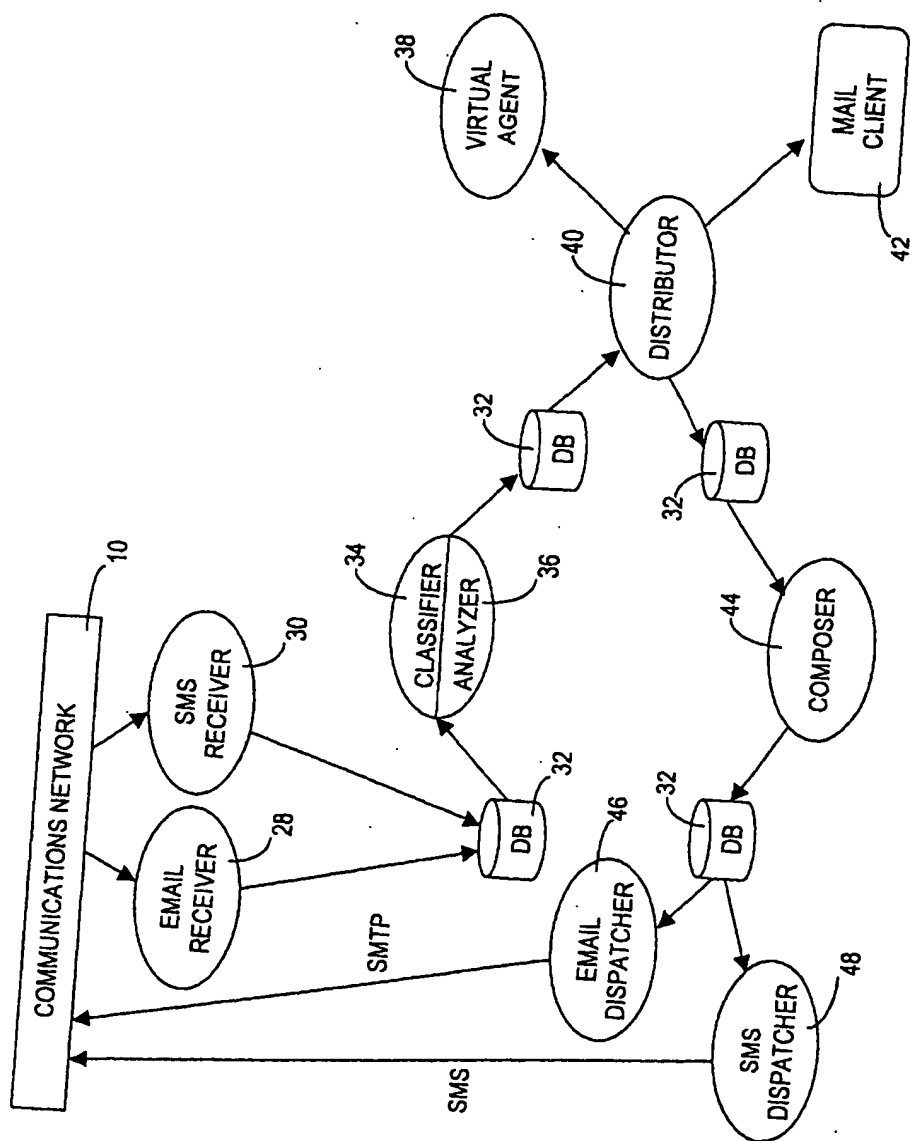 COMMUNICATIONS NETWORK
10
EMAIL
RECEIVER
28
SMS
RECEIVER
30
SMTP
SMS
DB
32
CLASSIFIER
34
ANALYZER
36
DB
32
DISTRIBUTOR
40
VIRTUAL
AGENT
38
MAIL
CLIENT
42
DB
32
COMPOSER
44
DB
32
EMAIL
DISPATCHER
46
SMS
DISPATCHER
48